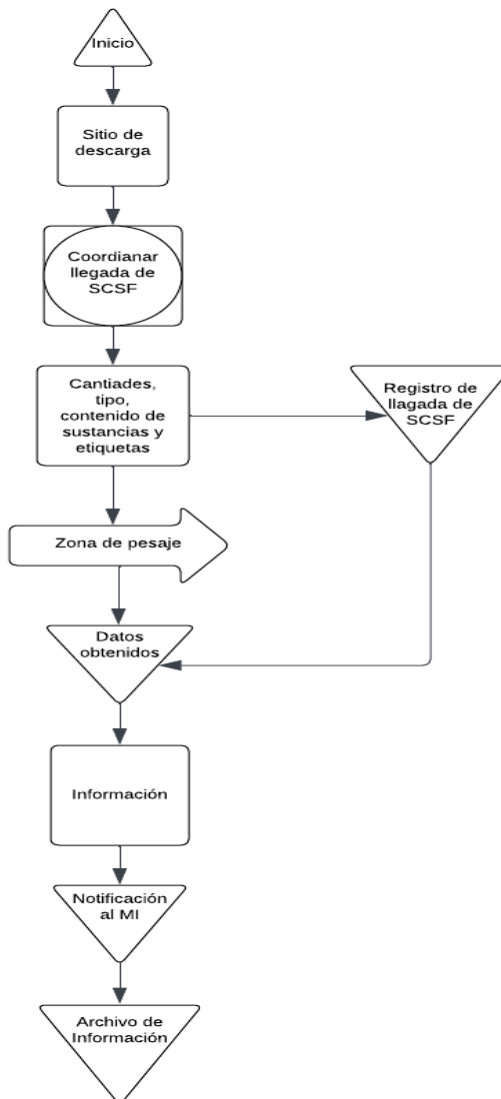 Inicio
Sitio de
descarga
Coordianar
llegada de
SCSF
Cantiades,
tipo,
contenido de
sustancias y
etiquetas
Registro de
llagada de
SCSF
Zona de pesaje
Datos
obtenidos
Información
Notificación
al MI
Archivo de
Información